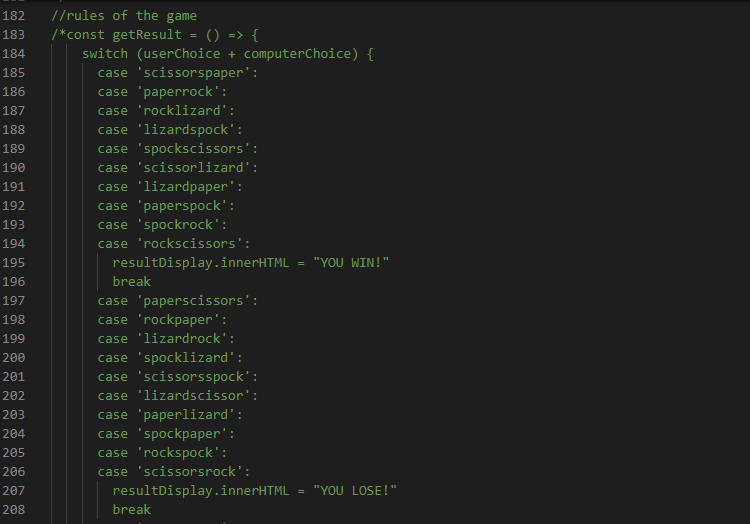 182 //rules of the game
183 /*const getResult = () => {
184 switch (userChoice + computerChoice) {
185 case 'scissorspaper':
186 case 'paperrock':
187 case 'rocklizard':
188 case 'lizardspock':
189 case 'spockscissors':
190 case 'scissorlizard':
191 case 'lizardpaper':
192 case 'paperspock':
193 case 'spockrock':
194 case 'rockscissors':
195 resultDisplay.innerHTML = "YOU WIN!"
196 break
197 case 'paperscissors':
198 case 'rockpaper':
199 case 'lizardrock':
200 case 'spocklizard':
201 case 'scissorsspock':
202 case 'lizardscissor':
203 case 'paperlizard':
204 case 'spockpaper':
205 case 'rockspock':
206 case 'scissorsrock':
207 resultDisplay.innerHTML = "YOU LOSE!"
208 break